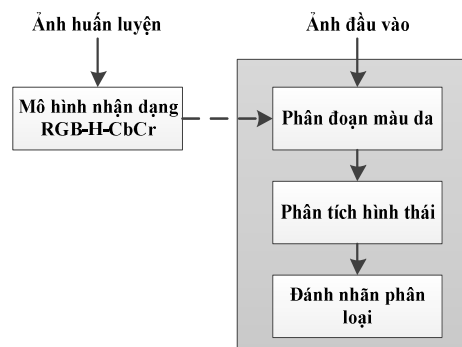 Ảnh huấn luyện
Ảnh đầu vào
Mô hình nhận dạng
RGB-H-CbCr
Phân đoạn màu da
Phân tích hình thái
Đánh nhãn phân
loại